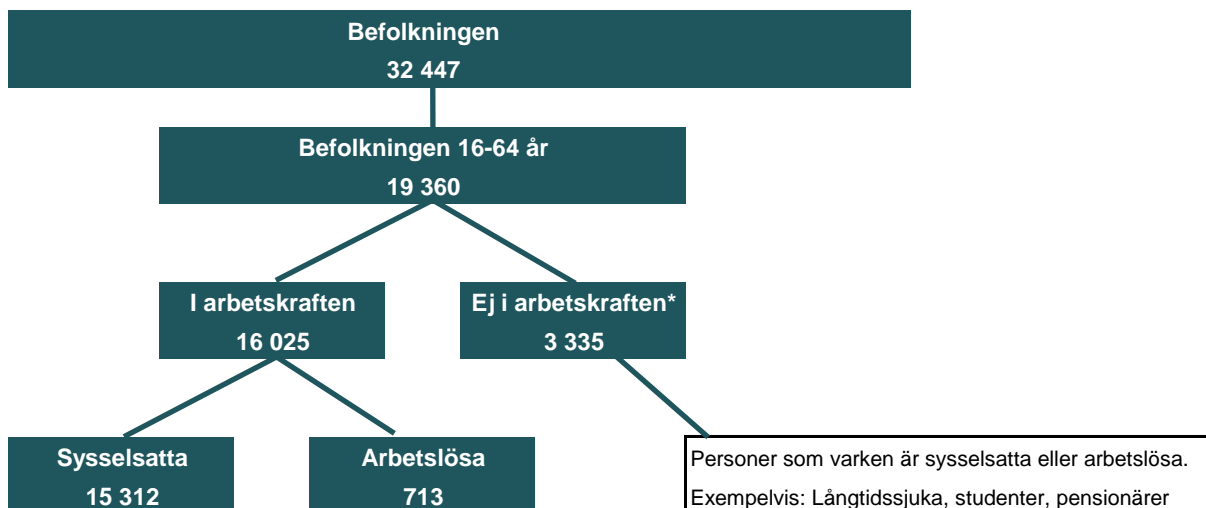 Befolkningen
32 447
Befolkningen 16-64 år
19 360
I arbetskraften
16 025
Ej i arbetskraften*
3 335
Sysselsatta
15 312
Arbetslösa
713
Personer som varken är sysselsatta eller arbetslösa.
Exempelvis: Långtidssjuka, studenter, pensionärer